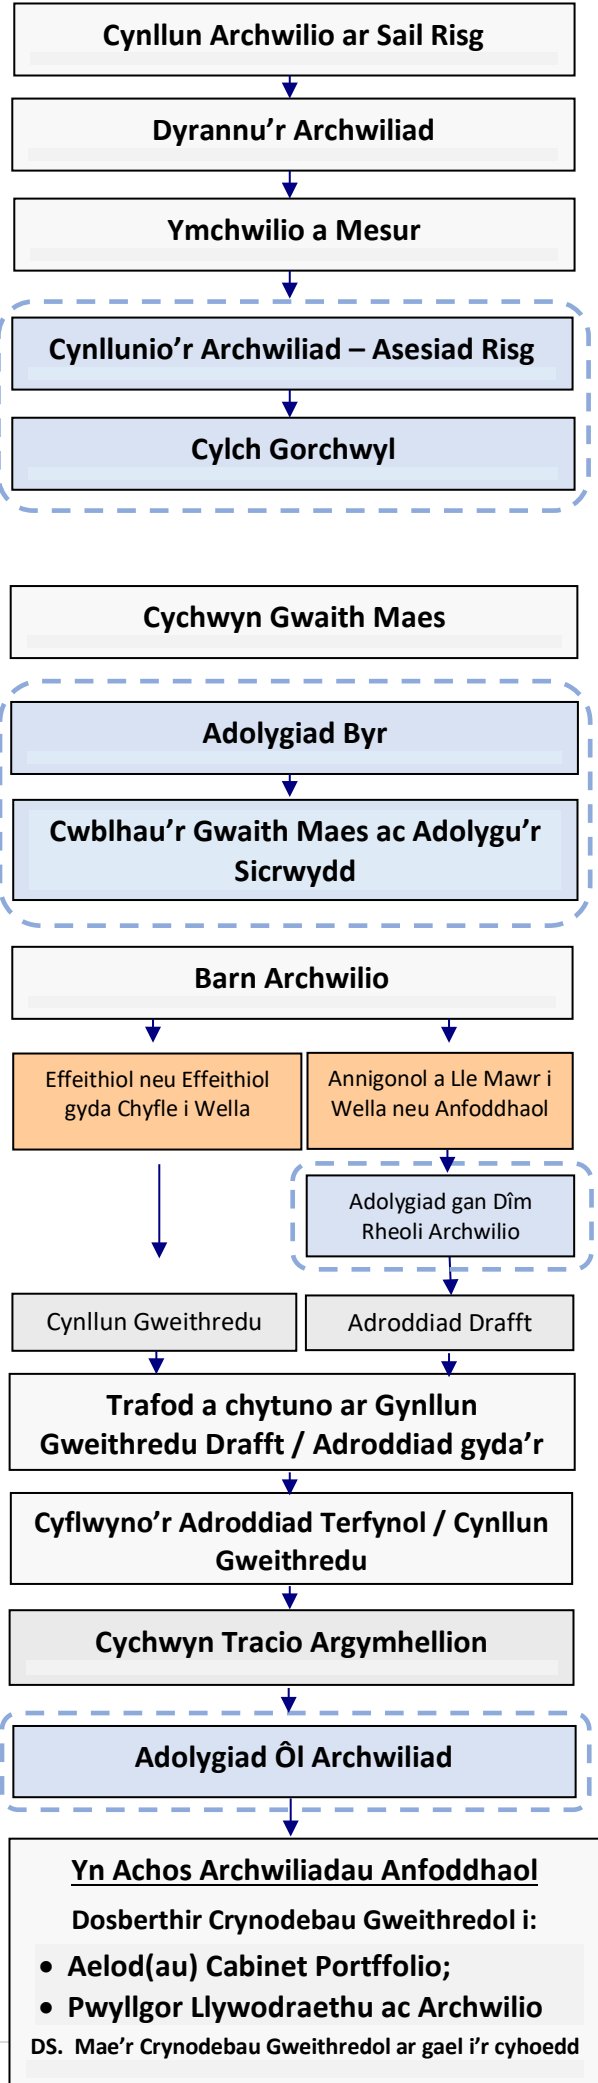 Cynllun Archwilio ar Sail Risg
Dyrannu’r Archwiliad
Ymchwilio a Mesur
Cynllunio’r Archwiliad – Asesiad Risg
Cylch Gorchwyl
Cychwyn Gwaith Maes
Adolygiad Byr
Cwblhau’r Gwaith Maes ac Adolygu’r
Sicrwydd
Barn Archwilio
Effeithiol neu Effeithiol
gyda Chyfle i Wella
Annigonol a Lle Mawr i
Wella neu Anfoddhaol
Adolygiad gan Dîm
Rheoli Archwilio
Cynllun Gweithredu
Adroddiad Drafft
Trafod a chytuno ar Gynllun
Gweithredu Drafft / Adroddiad gyda’r
Cyflwyno’r Adroddiad Terfynol / Cynllun
Gweithredu
Cychwyn Tracio Argymhellion
Adolygiad Ôl Archwiliad
Yn Achos Archwiliadau Anfoddhaol
Dosberthir Crynodebau Gweithredol i:
• Aelod(au) Cabinet Portffolio;
• Pwyllgor Llywodraethu ac Archwilio
DS. Mae’r Crynodebau Gweithredol ar gael i’r cyhoedd